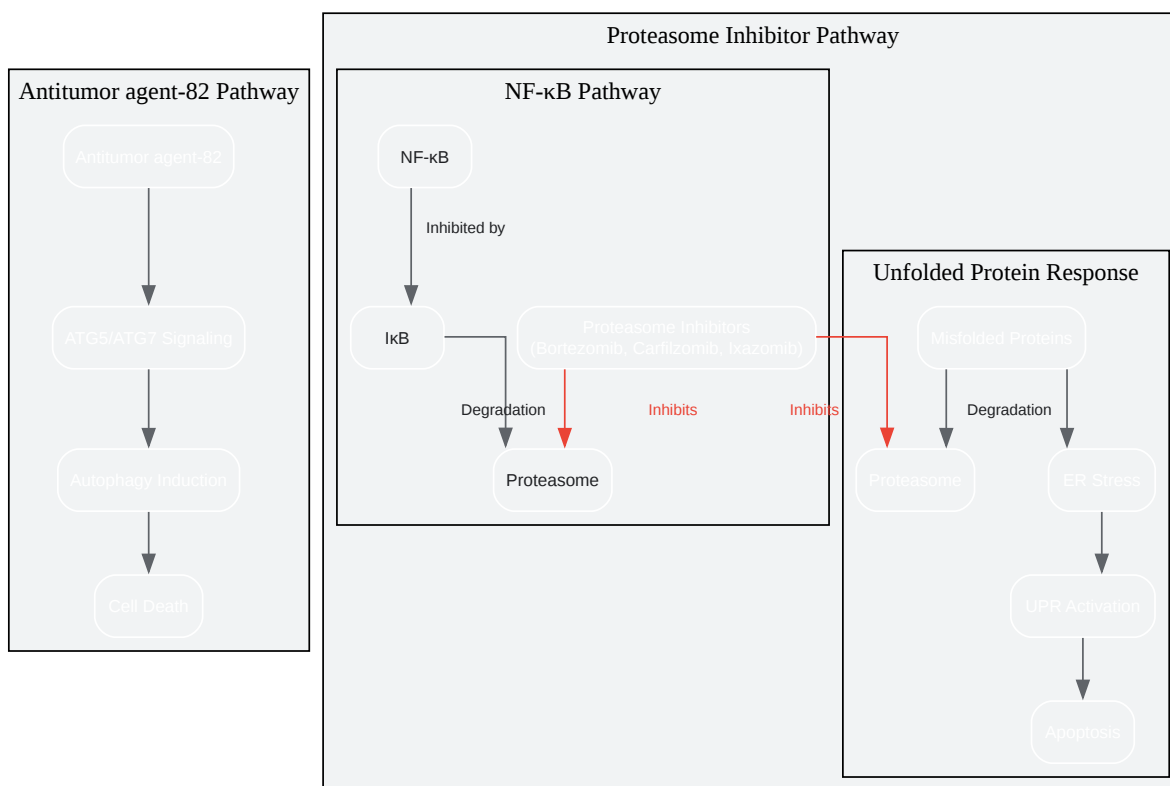 Proteasome Inhibitor Pathway
Antitumor agent-82 Pathway
NF-κB Pathway
Antitumor agent-82
NF-κB
Inhibited by
Unfolded Protein Response
ATG5/ATG7 Signaling
IκB
Proteasome Inhibitors
(Bortezomib, Carfilzomib, Ixazomib)
Misfolded Proteins
Degradation
Inhibits
Inhibits
Degradation
Autophagy Induction
Proteasome
Proteasome
ER Stress
Cell Death
UPR Activation
Apoptosis